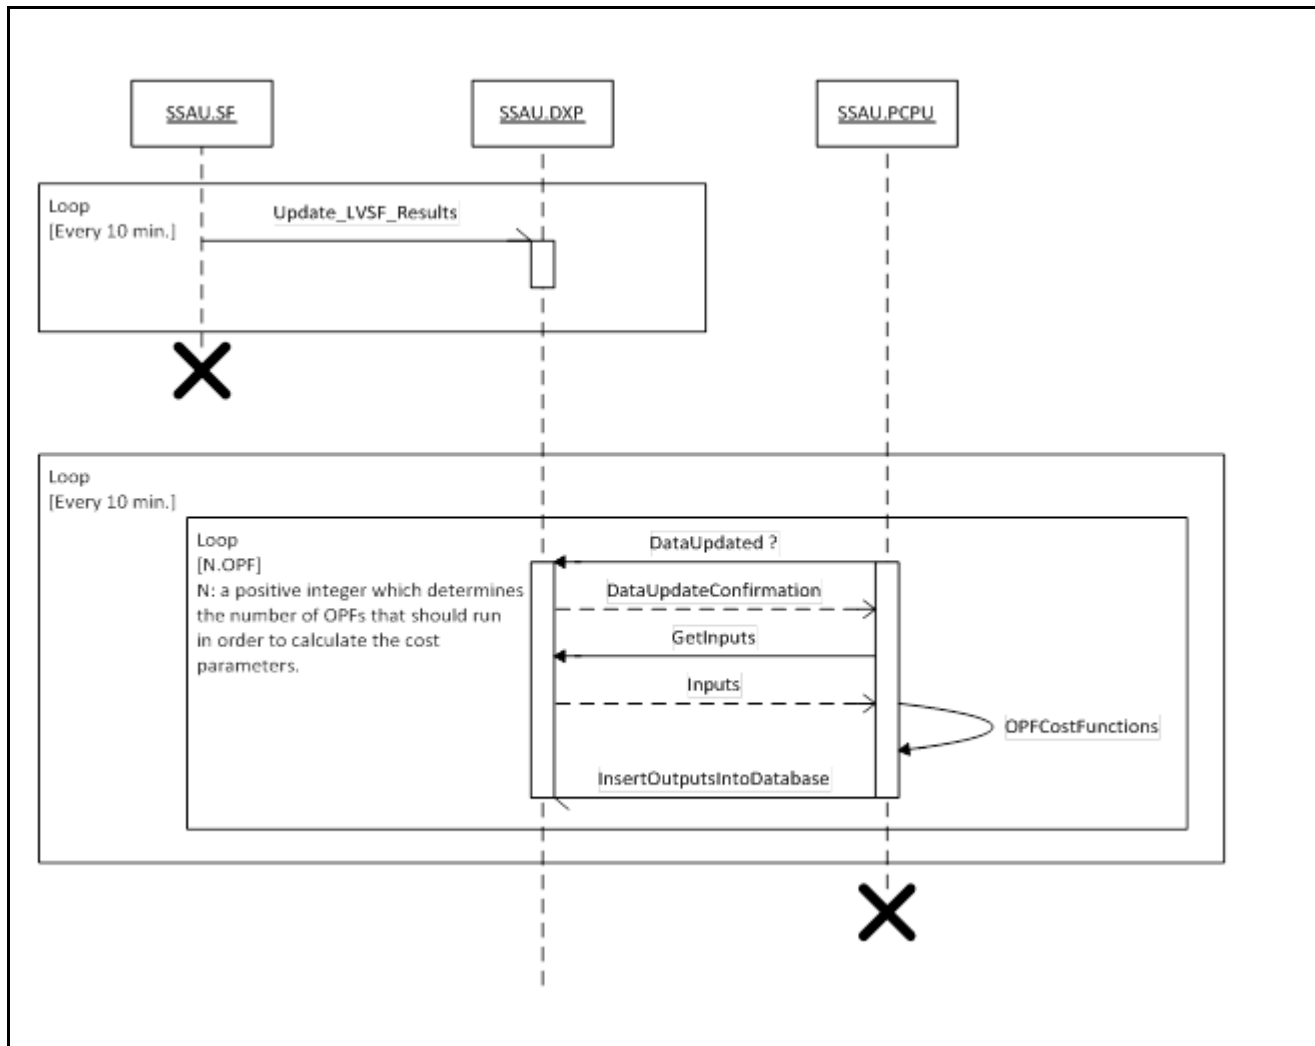 SSAU.SF
SSAU.DXP
SSAU.PCPU
Loop
[Every 10 min.]
Update_LVSF_Results
Loop
[Every 10 min.]
Loop
[N.OPF]
N: a positive integer which determines
the number of OPFs that should run
in order to calculate the cost
parameters.
DataUpdated ?
DataUpdateConfirmation
GetInputs
Inputs
OPFCostFunctions
InsertOutputsIntoDatabase